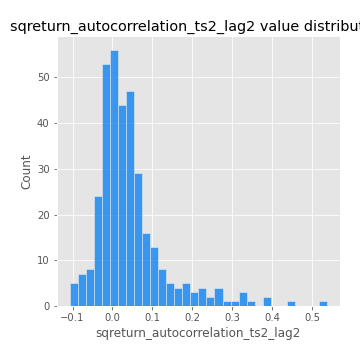 sqreturn_autocorrelation_ts2_lag2 value distribut
50
40
30
20
10
0
Count
−0.1 0.0 0.1 0.2 0.3 0.4 0.5
sqreturn_autocorrelation_ts2_lag2